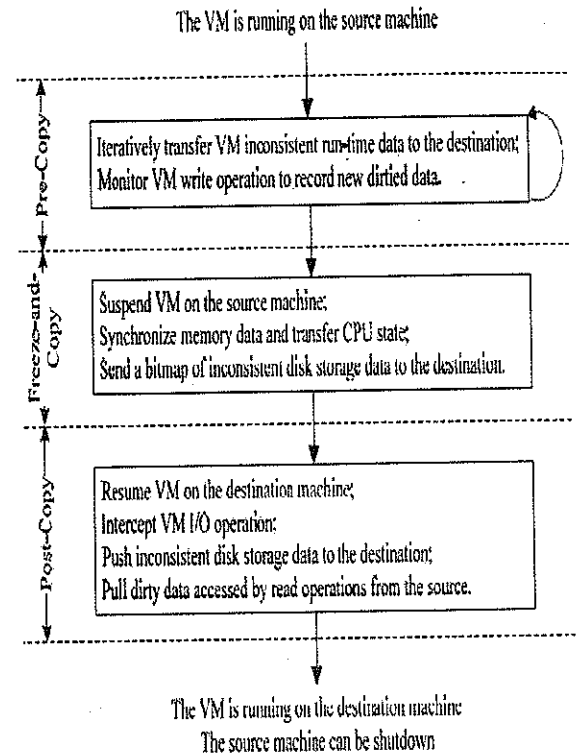 The VM is running on the source machine
Pre-Copy
Iteratively transfer VM inconsistent run-time data to the destination;
Monitor VM write operation to record new dirtied data.
Freeze-and-
Copy
Suspend VM on the source machine;
Synchronize memory data and transfer CPU state;
Send a bitmap of inconsistent disk storage data to the destination.
Post-Copy
Resume VM on the destination machine;
Intercept VM I/O operation;
Push inconsistent disk storage data to the destination;
Pull dirty data accessed by read operations from the source.
The VM is running on the destination machine
The source machine can be shutdown